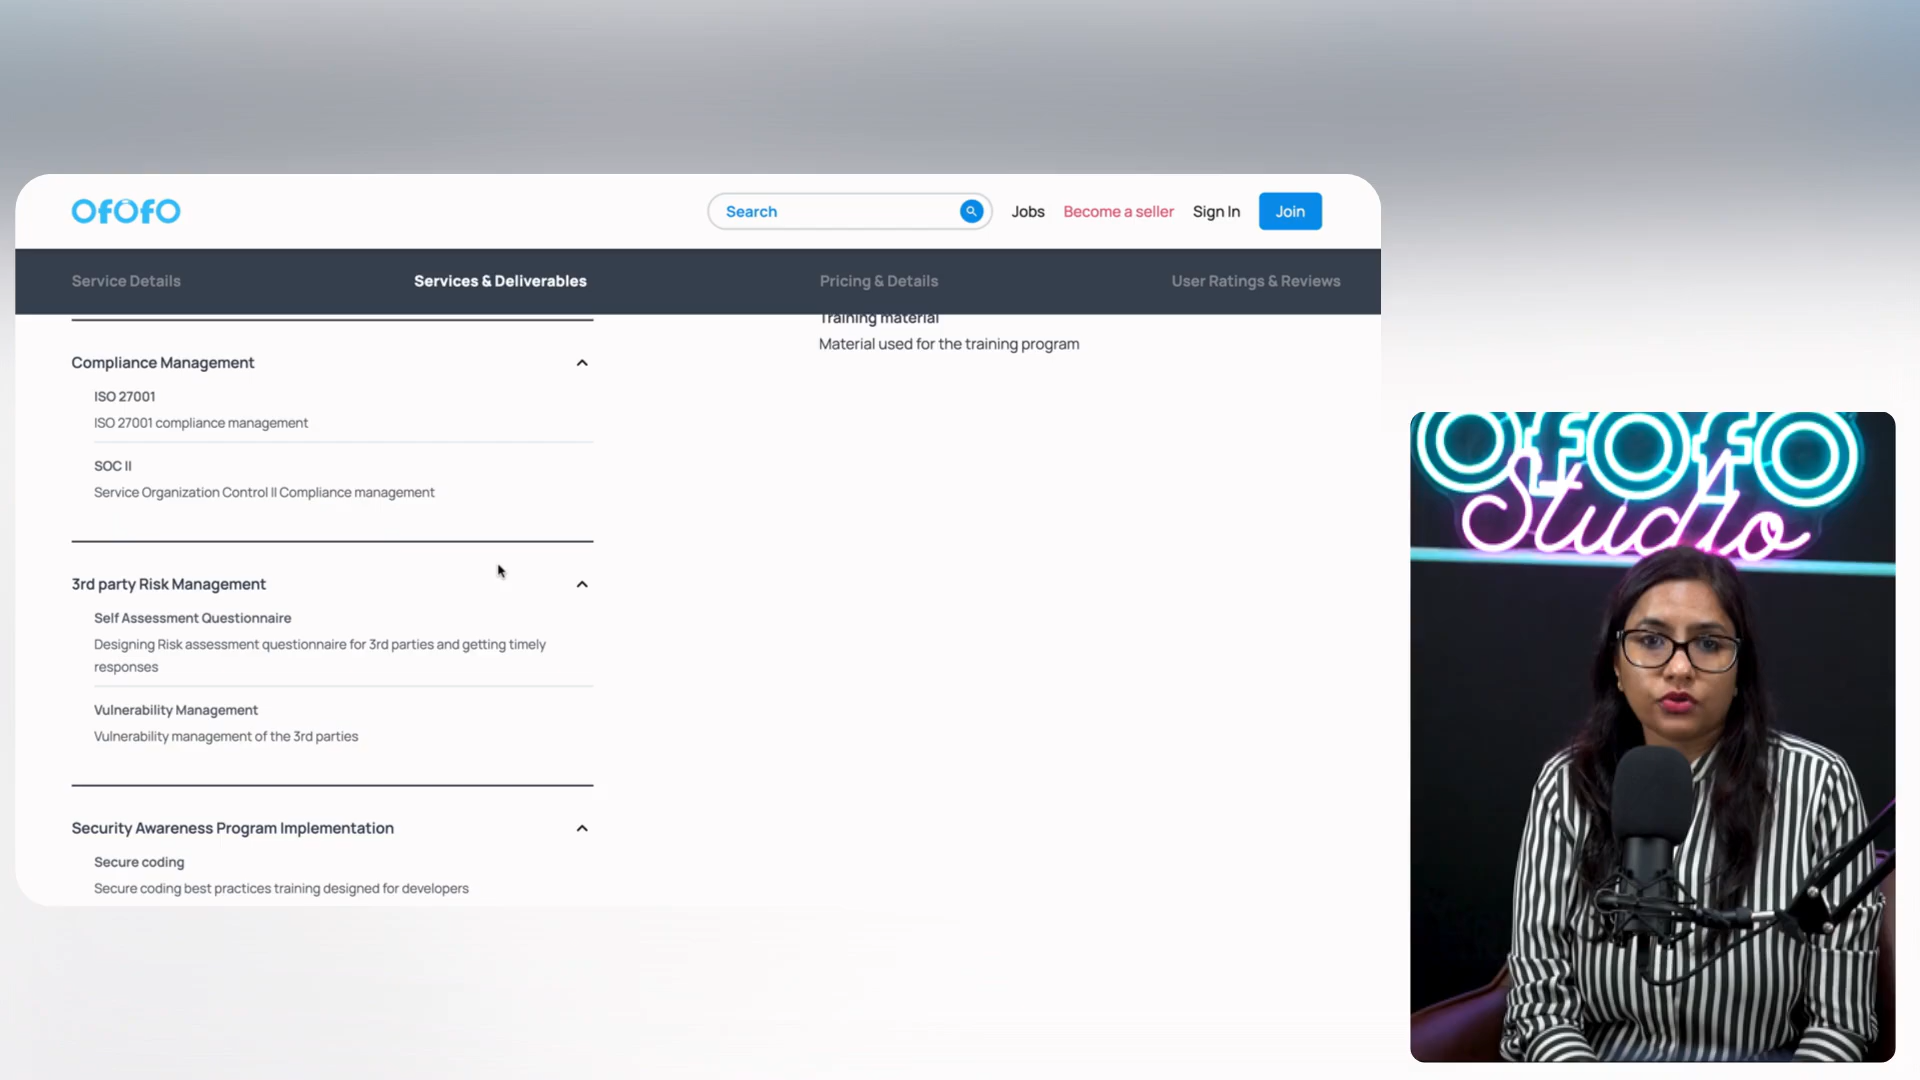 OFOFO
Search
Jobs
Become a seller
Sign In
Join
Service Details
Services & Deliverables
Pricing & Details
User Ratings & Reviews
Training material
Material used for the training program
Compliance Management
ISO 27001
ISO 27001 compliance management
SOC II
Service Organization Control II Compliance management
3rd party Risk Management
Self Assessment Questionnaire
Designing Risk assessment questionnaire for 3rd parties and getting timely
responses
Vulnerability Management
Vulnerability management of the 3rd parties
Security Awareness Program Implementation
Secure coding
Secure coding best practices training designed for developers
OFOFO
Studio